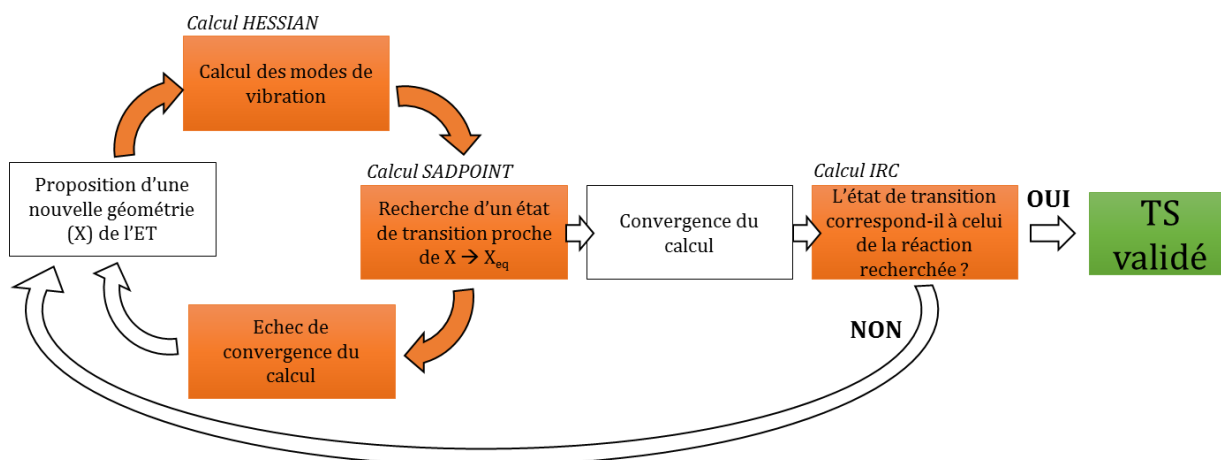 Calcul HESSIAN
Calcul des modes de
vibration
Proposition d'une
nouvelle géométrie
(X) de l'ET
Calcul SADPOINT
Recherche d'un état
de transition proche
de X → Xeq
Convergence du
calcul
Calcul IRC
L'état de transition
correspond-il à celui
de la réaction
recherchée ?
OUI
TS
validé
NON
Echec de
convergence du
calcul